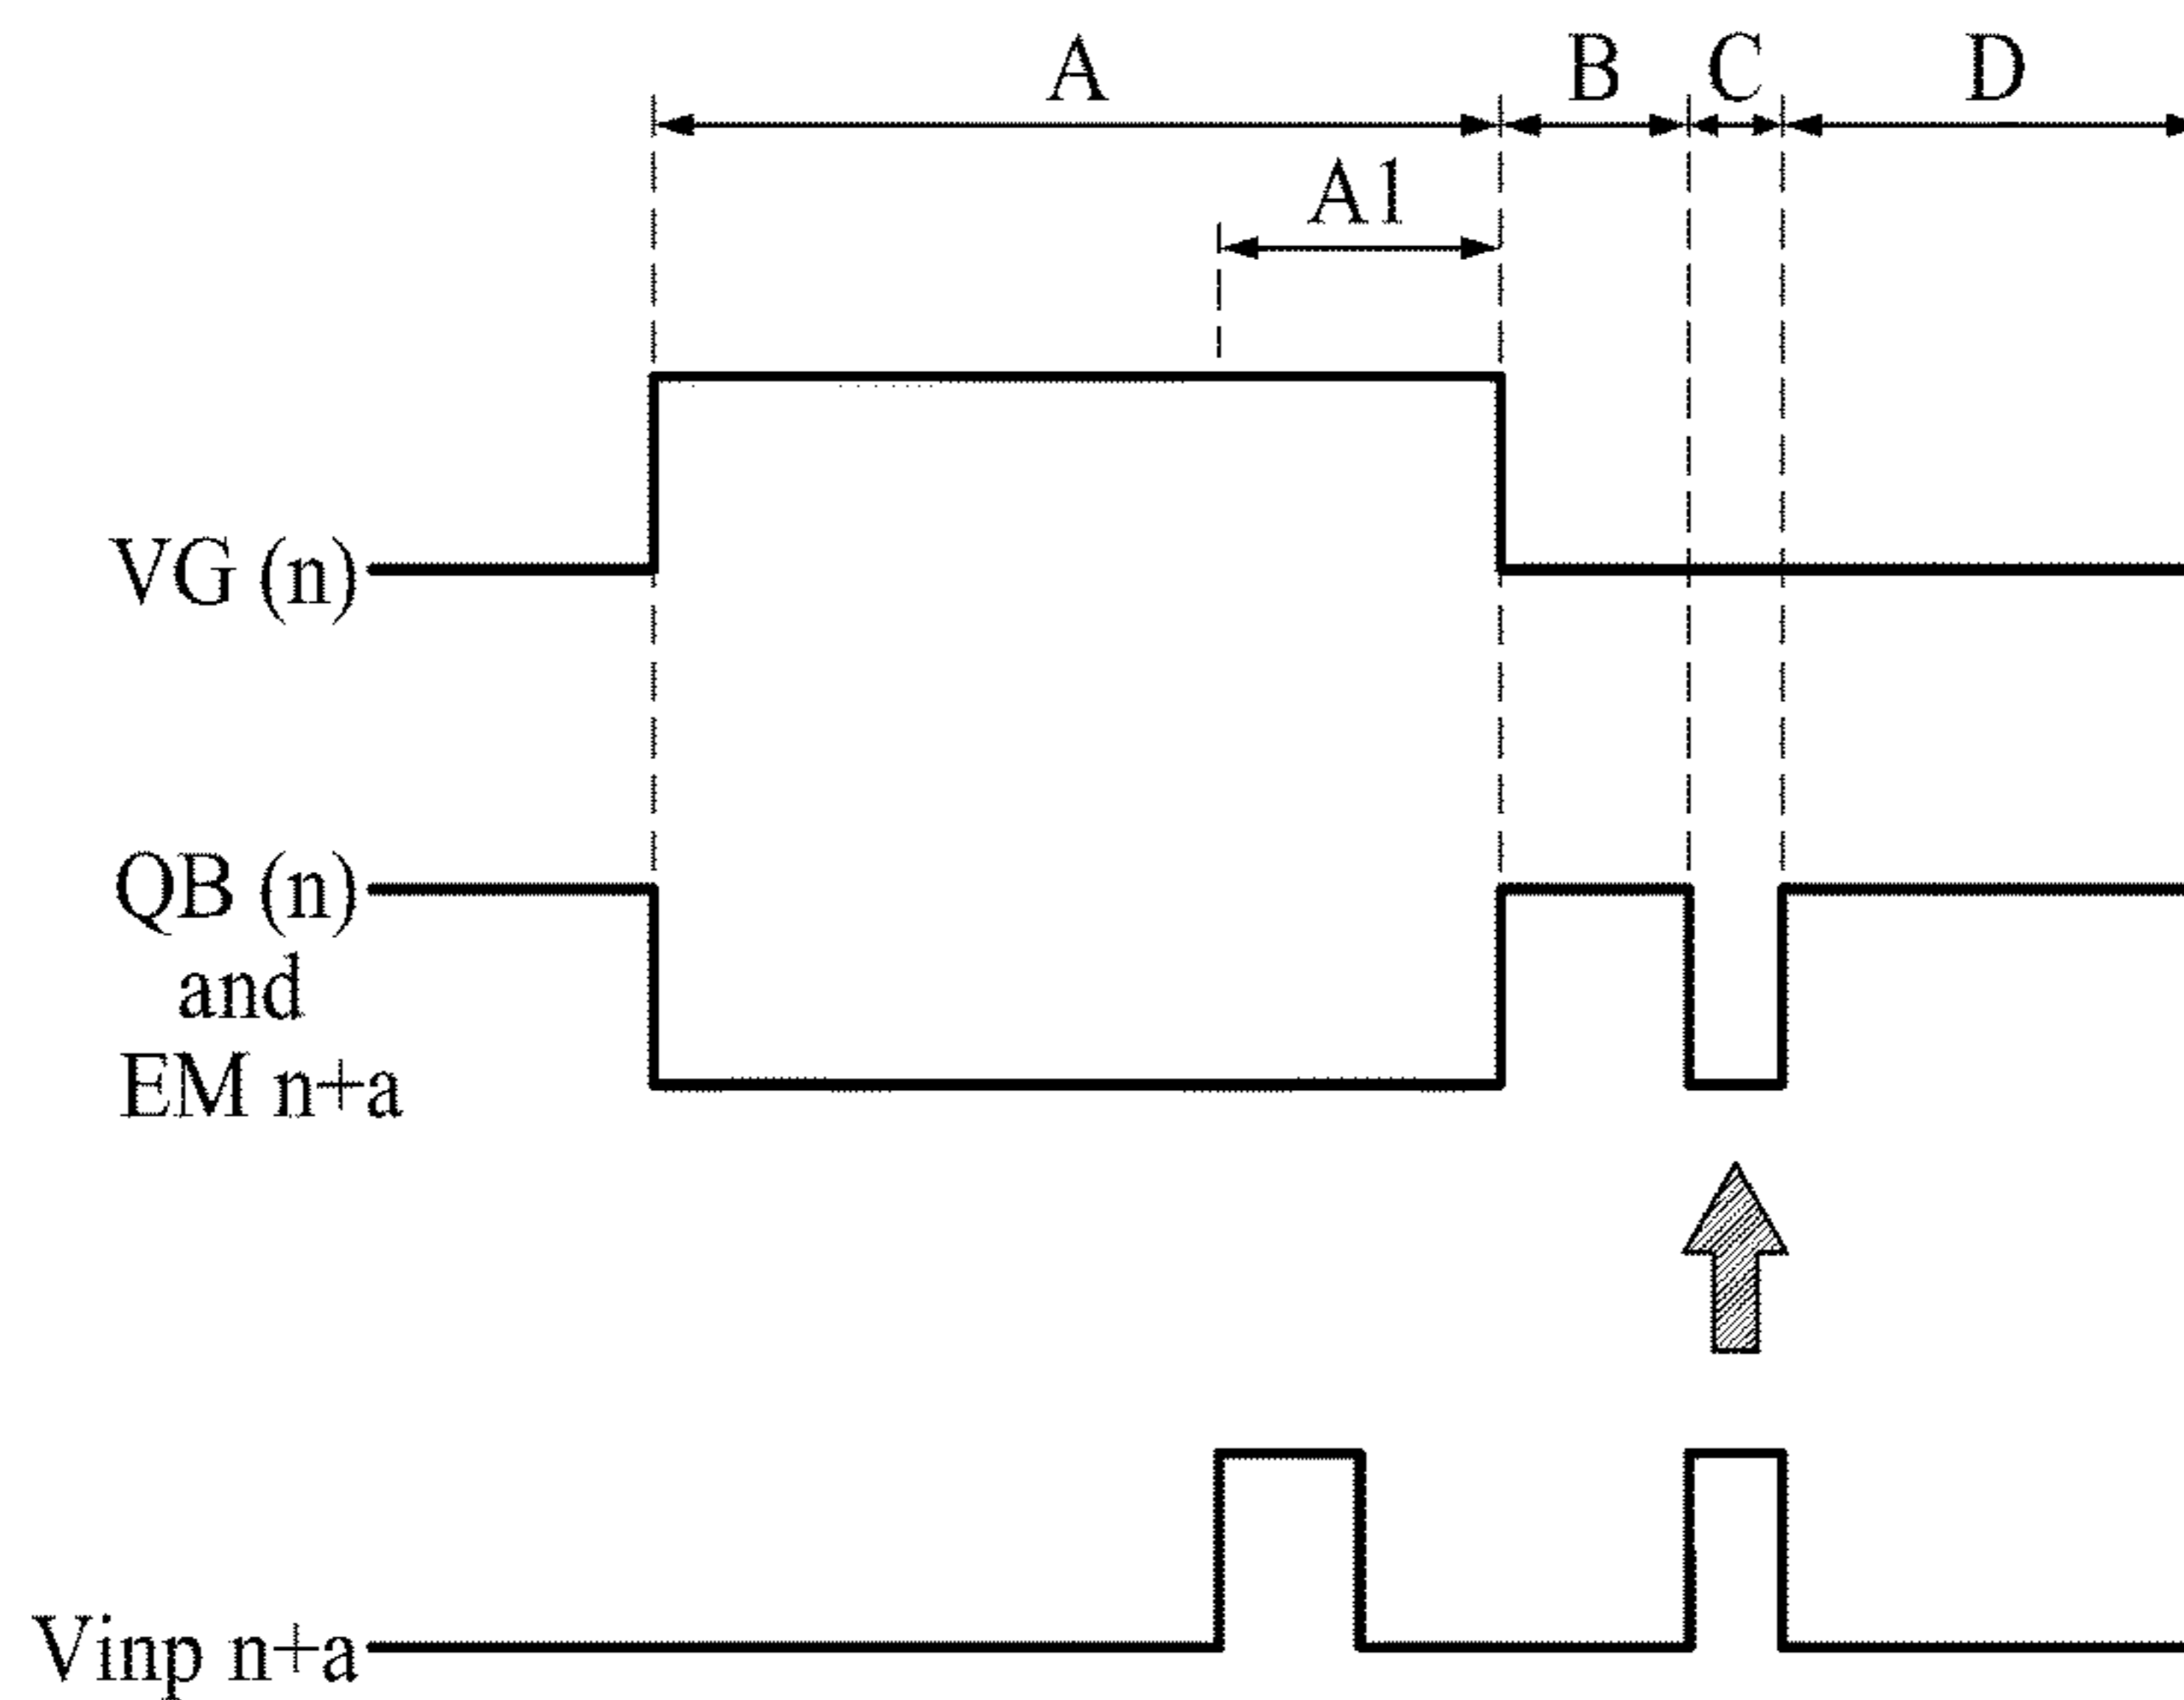 A B C D
A1
VG (n)
QB (n)
and
EM n+a
Vinp n+a